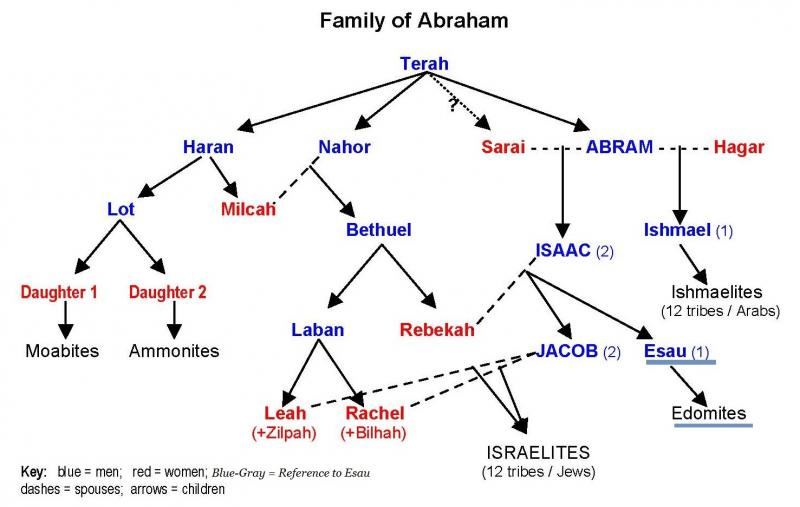 Family of Abraham
Terah
?
Haran Nahor Sarai ABRAM Hagar
Lot Milcah
Bethuel Ishmael (1)
ISAAC (2)
Daughter 1 Daughter 2 Ishmaelites
(12 tribes / Arabs)
Laban Rebekah
Moabites Ammonites JACOB (2) Esau (1)
Leah Rachel Edomites
(+Zilpah) (+Bilhah)
ISRAELITES
(12 tribes / Jews)
Key: blue = men; red = women; Blue-Gray = Reference to Esau
dashes = spouses; arrows = children